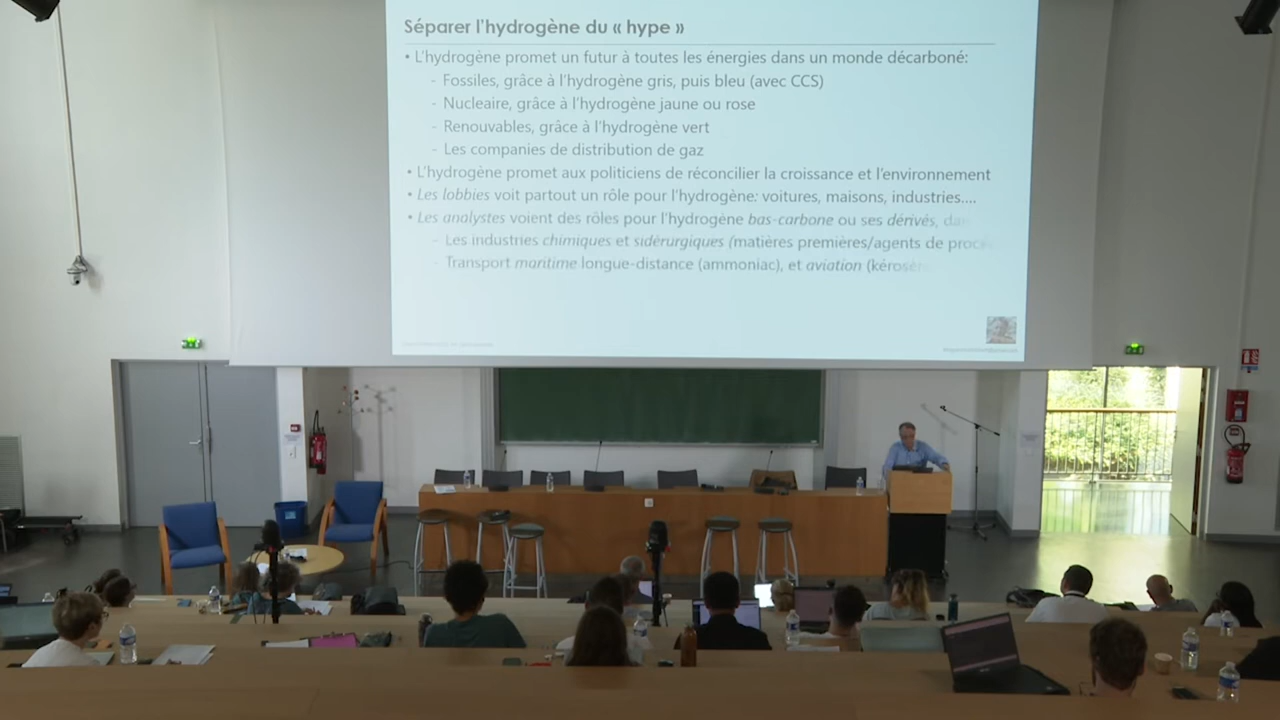 Séparer l'hydrogène du « hype »
• L'hydrogène promet un futur à toutes les énergies dans un monde décarboné:
- Fossiles, grâce à l'hydrogène gris, puis bleu (avec CCS)
- Nucleaire, grâce à l'hydrogène jaune ou rose
- Renouvables, grâce à l'hydrogène vert
- Les companies de distribution de gaz
• L'hydrogène promet aux politiciens de réconcilier la croissance et l'environnement
• Les lobbies voit partout un rôle pour l'hydrogène: voitures, maisons, industries....
• Les analystes voient des rôles pour l'hydrogène bas-carbone ou ses dérivés,
- Les industries chimiques et sidérurgiques (matières premières/agents de
- Transport maritime longue-distance (ammoniac), et aviation